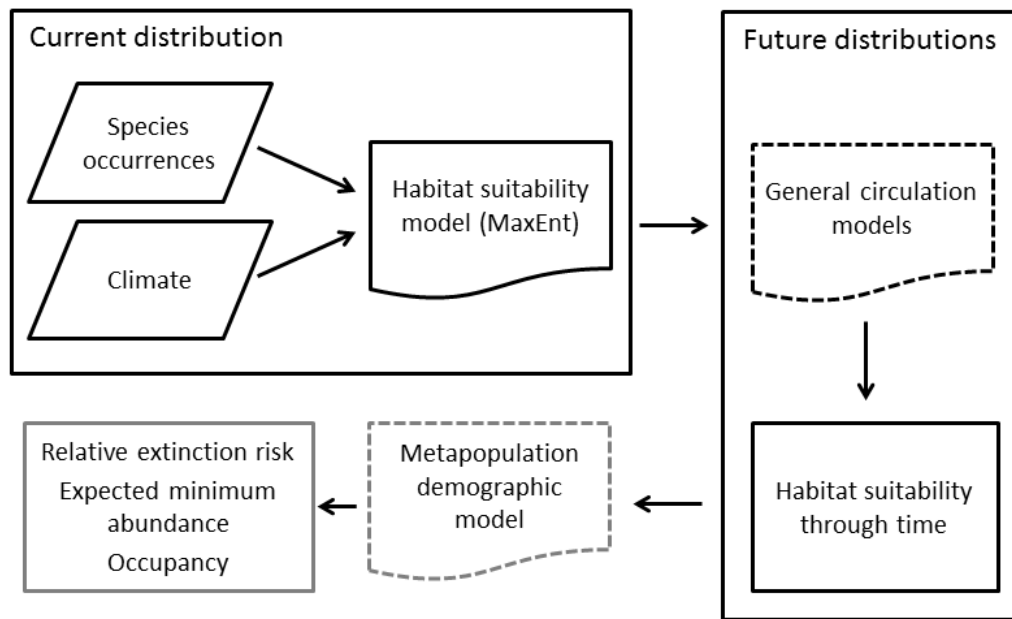 Current distribution
Species
occurrences
Climate
Habitat suitability
model (MaxEnt)
Future distributions
General circulation
models
Habitat suitability
through time
Metapopulation
demographic
model
Relative extinction risk
Expected minimum
abundance
Occupancy